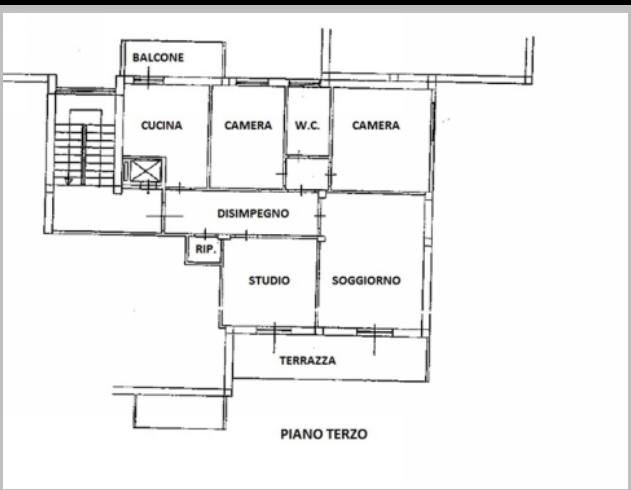 BALCONE
CUCINA
CAMERA
W.C.
CAMERA
DISIMPEGNO
RIP.
STUDIO
SOGGIORNO
TERRAZZA
PIANO TERZO